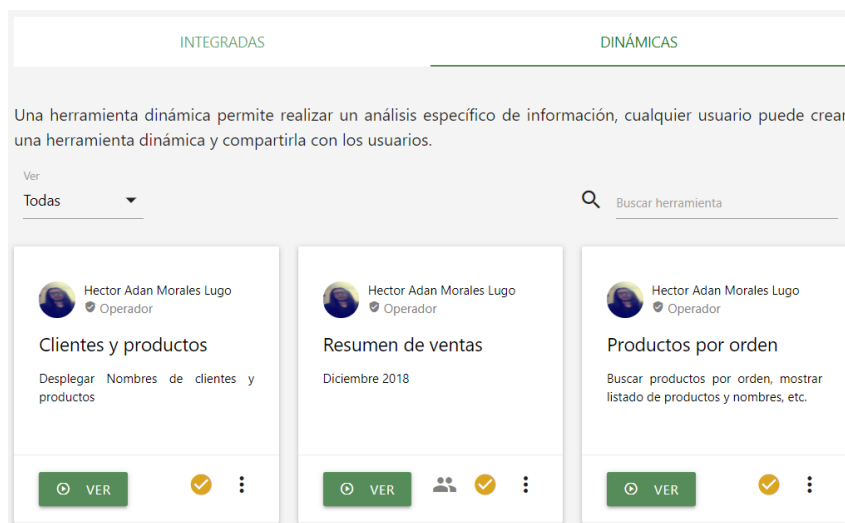 INTEGRADAS
DINÁMICAS
Una herramienta dinámica permite realizar un análisis específico de información, cualquier usuario puede crear
una herramienta dinámica y compartirla con los usuarios.
Ver
Todas
Buscar herramienta
Hector Adan Morales Lugo
Operador
Clientes y productos
Desplegar Nombres de clientes y
productos
VER
Hector Adan Morales Lugo
Operador
Resumen de ventas
Diciembre 2018
VER
Hector Adan Morales Lugo
Operador
Productos por orden
Buscar productos por orden, mostrar
listado de productos y nombres, etc.
VER